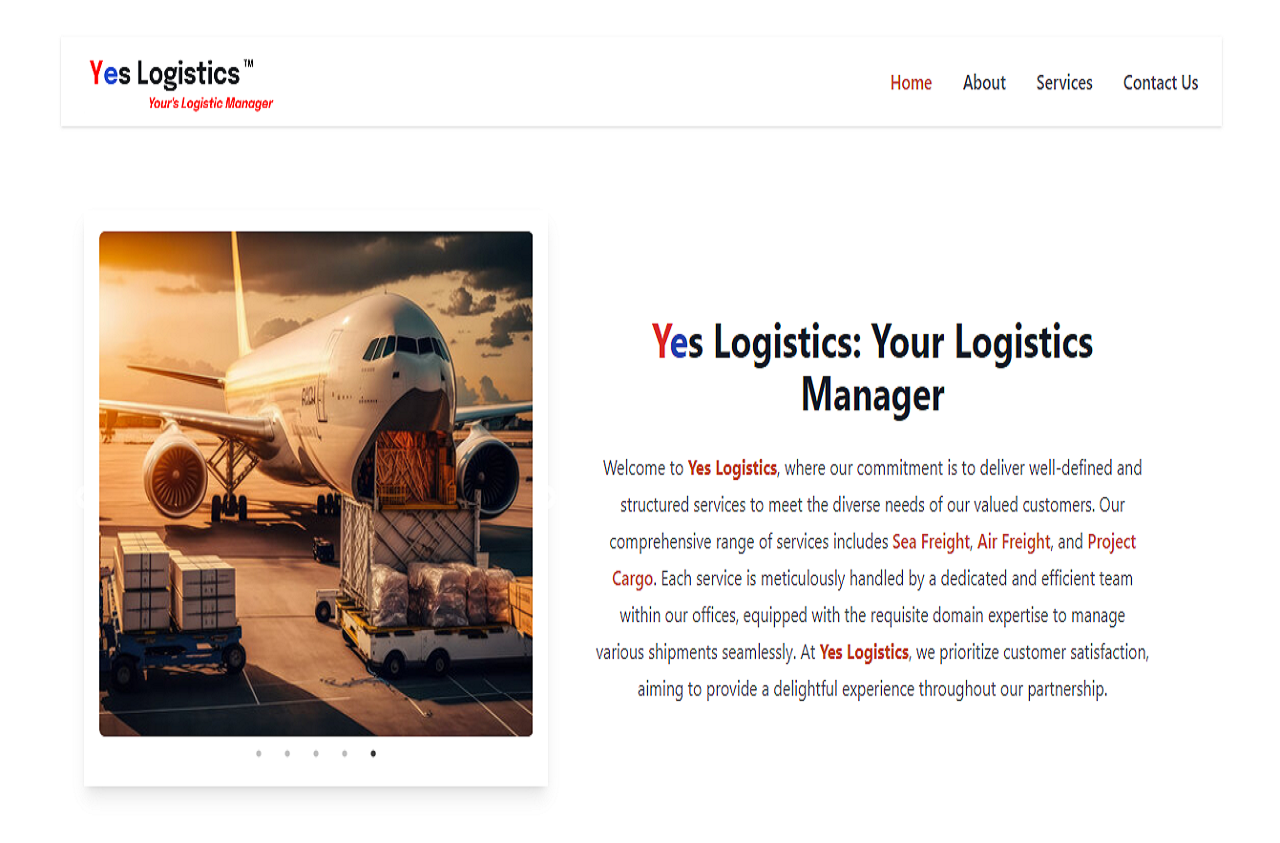 Yes Logistics™
Your's Logistic Manager
Home
About
Services
Contact Us
Yes Logistics: Your Logistics
Manager
Welcome to Yes Logistics, where our commitment is to deliver well-defined and
structured services to meet the diverse needs of our valued customers. Our
comprehensive range of services includes Sea Freight, Air Freight, and Project
Cargo. Each service is meticulously handled by a dedicated and efficient team
within our offices, equipped with the requisite domain expertise to manage
various shipments seamlessly. At Yes Logistics, we prioritize customer satisfaction,
aiming to provide a delightful experience throughout our partnership.